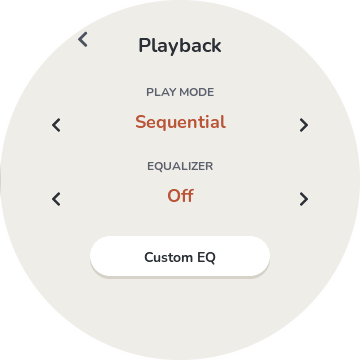 Playback
PLAY MODE
Sequential
EQUALIZER
Off
Custom EQ